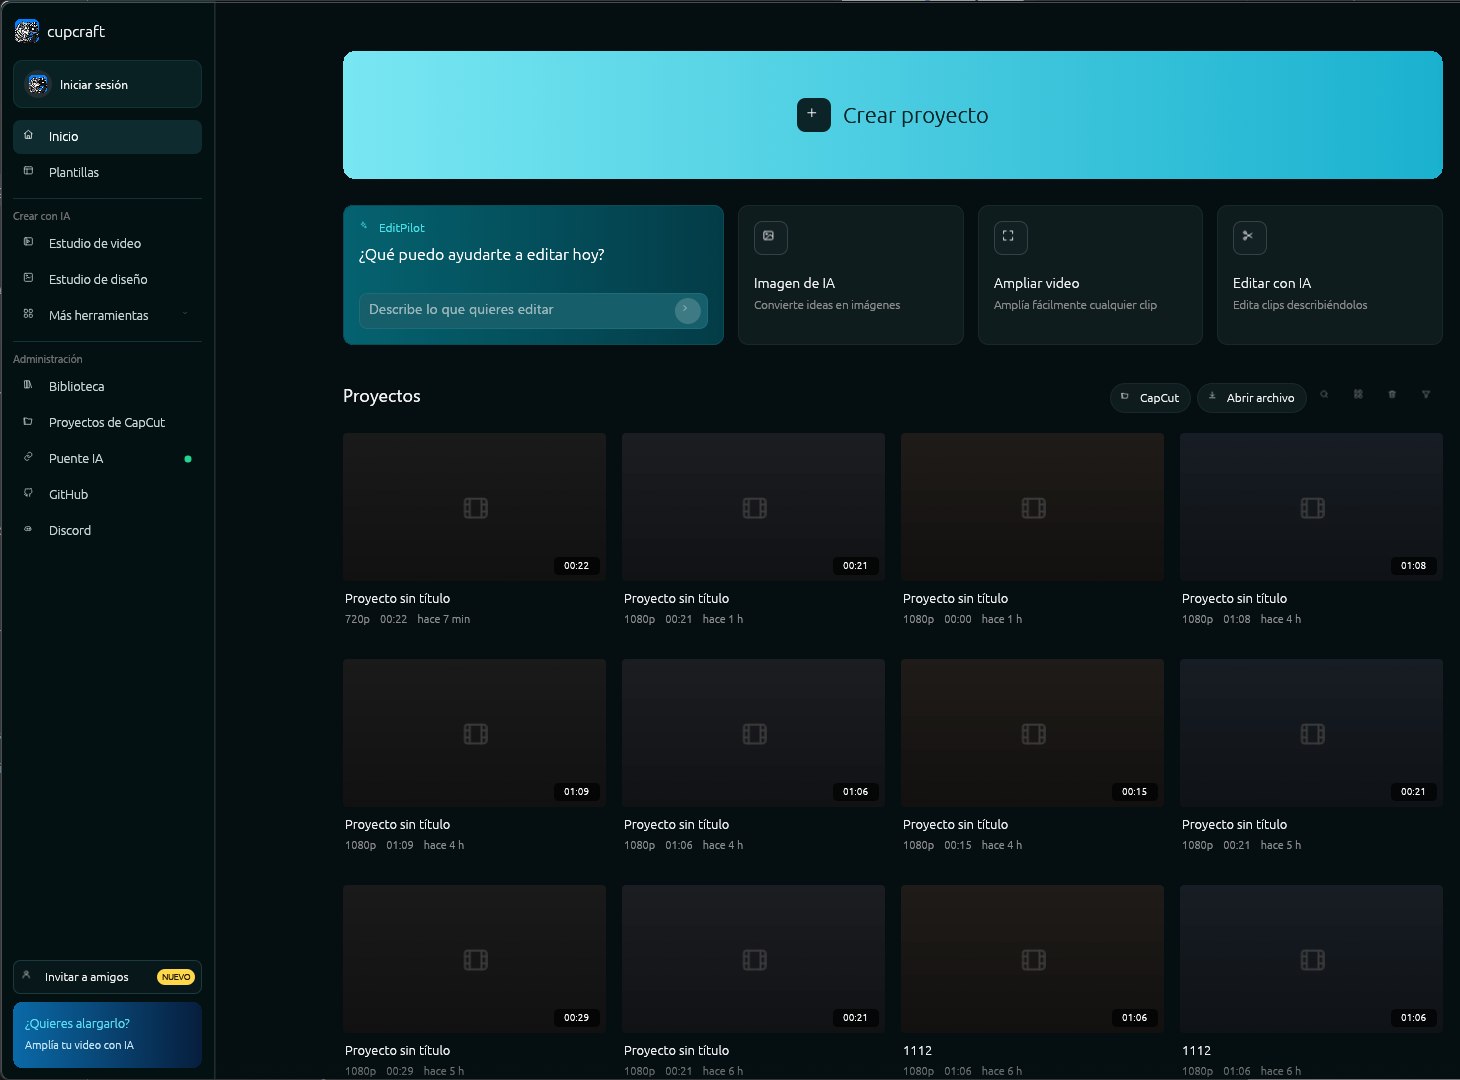 cupcraft
Iniciar sesión
Inicio
Plantillas
Crear con IA
Estudio de video
Estudio de diseño
Más herramientas
Administración
Biblioteca
Proyectos de CapCut
Puente IA
GitHub
Discord
Invitar a amigos NUEVO
¿Quieres alargarlo?
Amplía tu video con IA
Crear proyecto
EditPilot
¿Qué puedo ayudarte a editar hoy?
Describe lo que quieres editar
Imagen de IA
Convierte ideas en imágenes
Ampliar video
Amplía fácilmente cualquier clip
Editar con IA
Edita clips describiéndolos
Proyectos
CapCut
Abrir archivo
00:22
Proyecto sin título
720p 00:22 hace 7 min
00:21
Proyecto sin título
1080p 00:21 hace 1 h
Proyecto sin título
1080p 00:00 hace 1 h
01:08
Proyecto sin título
1080p 01:08 hace 4 h
01:09
Proyecto sin título
1080p 01:09 hace 4 h
01:06
Proyecto sin título
1080p 01:06 hace 4 h
00:15
Proyecto sin título
1080p 00:15 hace 4 h
00:21
Proyecto sin título
1080p 00:21 hace 5 h
00:29
Proyecto sin título
1080p 00:29 hace 5 h
00:21
Proyecto sin título
1080p 00:21 hace 6 h
01:06
1112
1080p 01:06 hace 6 h
01:06
1112
1080p 01:06 hace 6 h